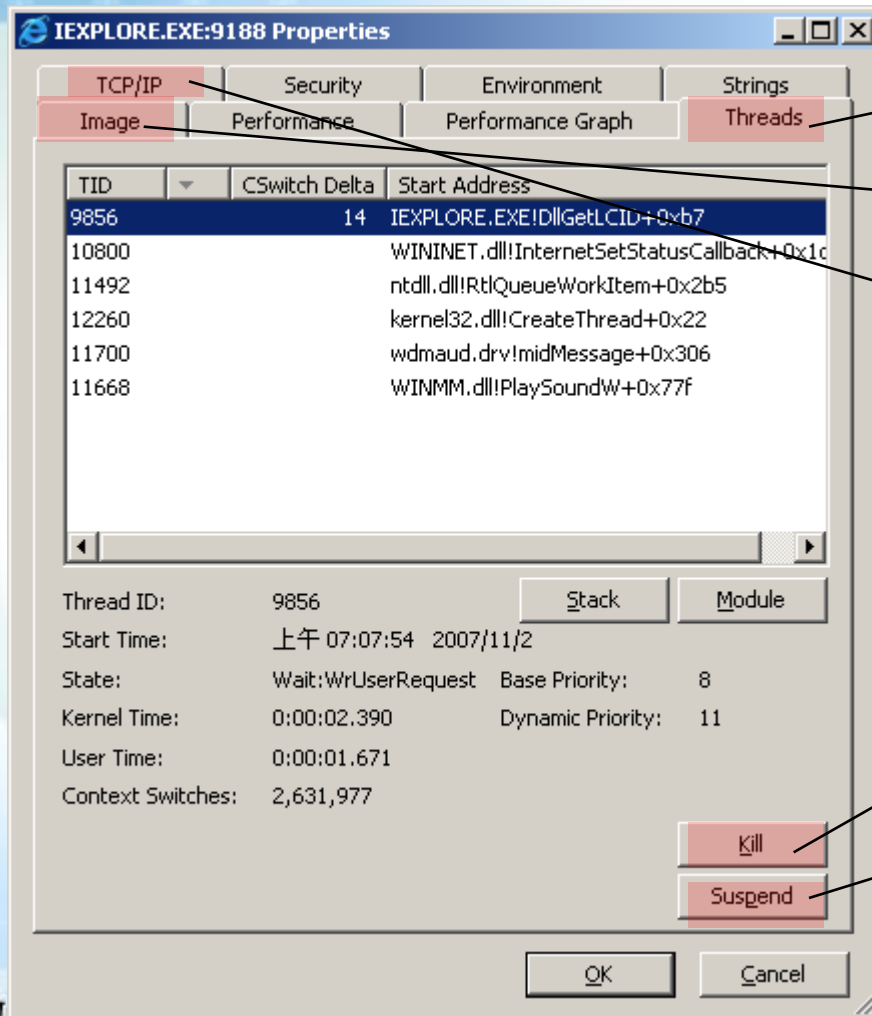 IEXPLORE.EXE:9188 Properties
TCP/IP Security Environment Strings
Image Performance Performance Graph Threads
TID CSwitch Delta Start Address
9856 14 IEXPLORE.EXE!DllGetLCID+0xb7
10800 WININET.dll!InternetSetStatusCallback+0x1c
11492 ntdll.dll!RtlQueueWorkItem+0x2b5
12260 kernel32.dll!CreateThread+0x22
11700 wdmaud.drv!midMessage+0x306
11668 WINMM.dll!PlaySoundW+0x77f
Thread ID: 9856 Stack Module
Start Time: 上午 07:07:54 2007/11/2
State: Wait:WrUserRequest Base Priority: 8
Kernel Time: 0:00:02.390 Dynamic Priority: 11
User Time: 0:00:01.671
Context Switches: 2,631,977
Kill
Suspend
OK Cancel